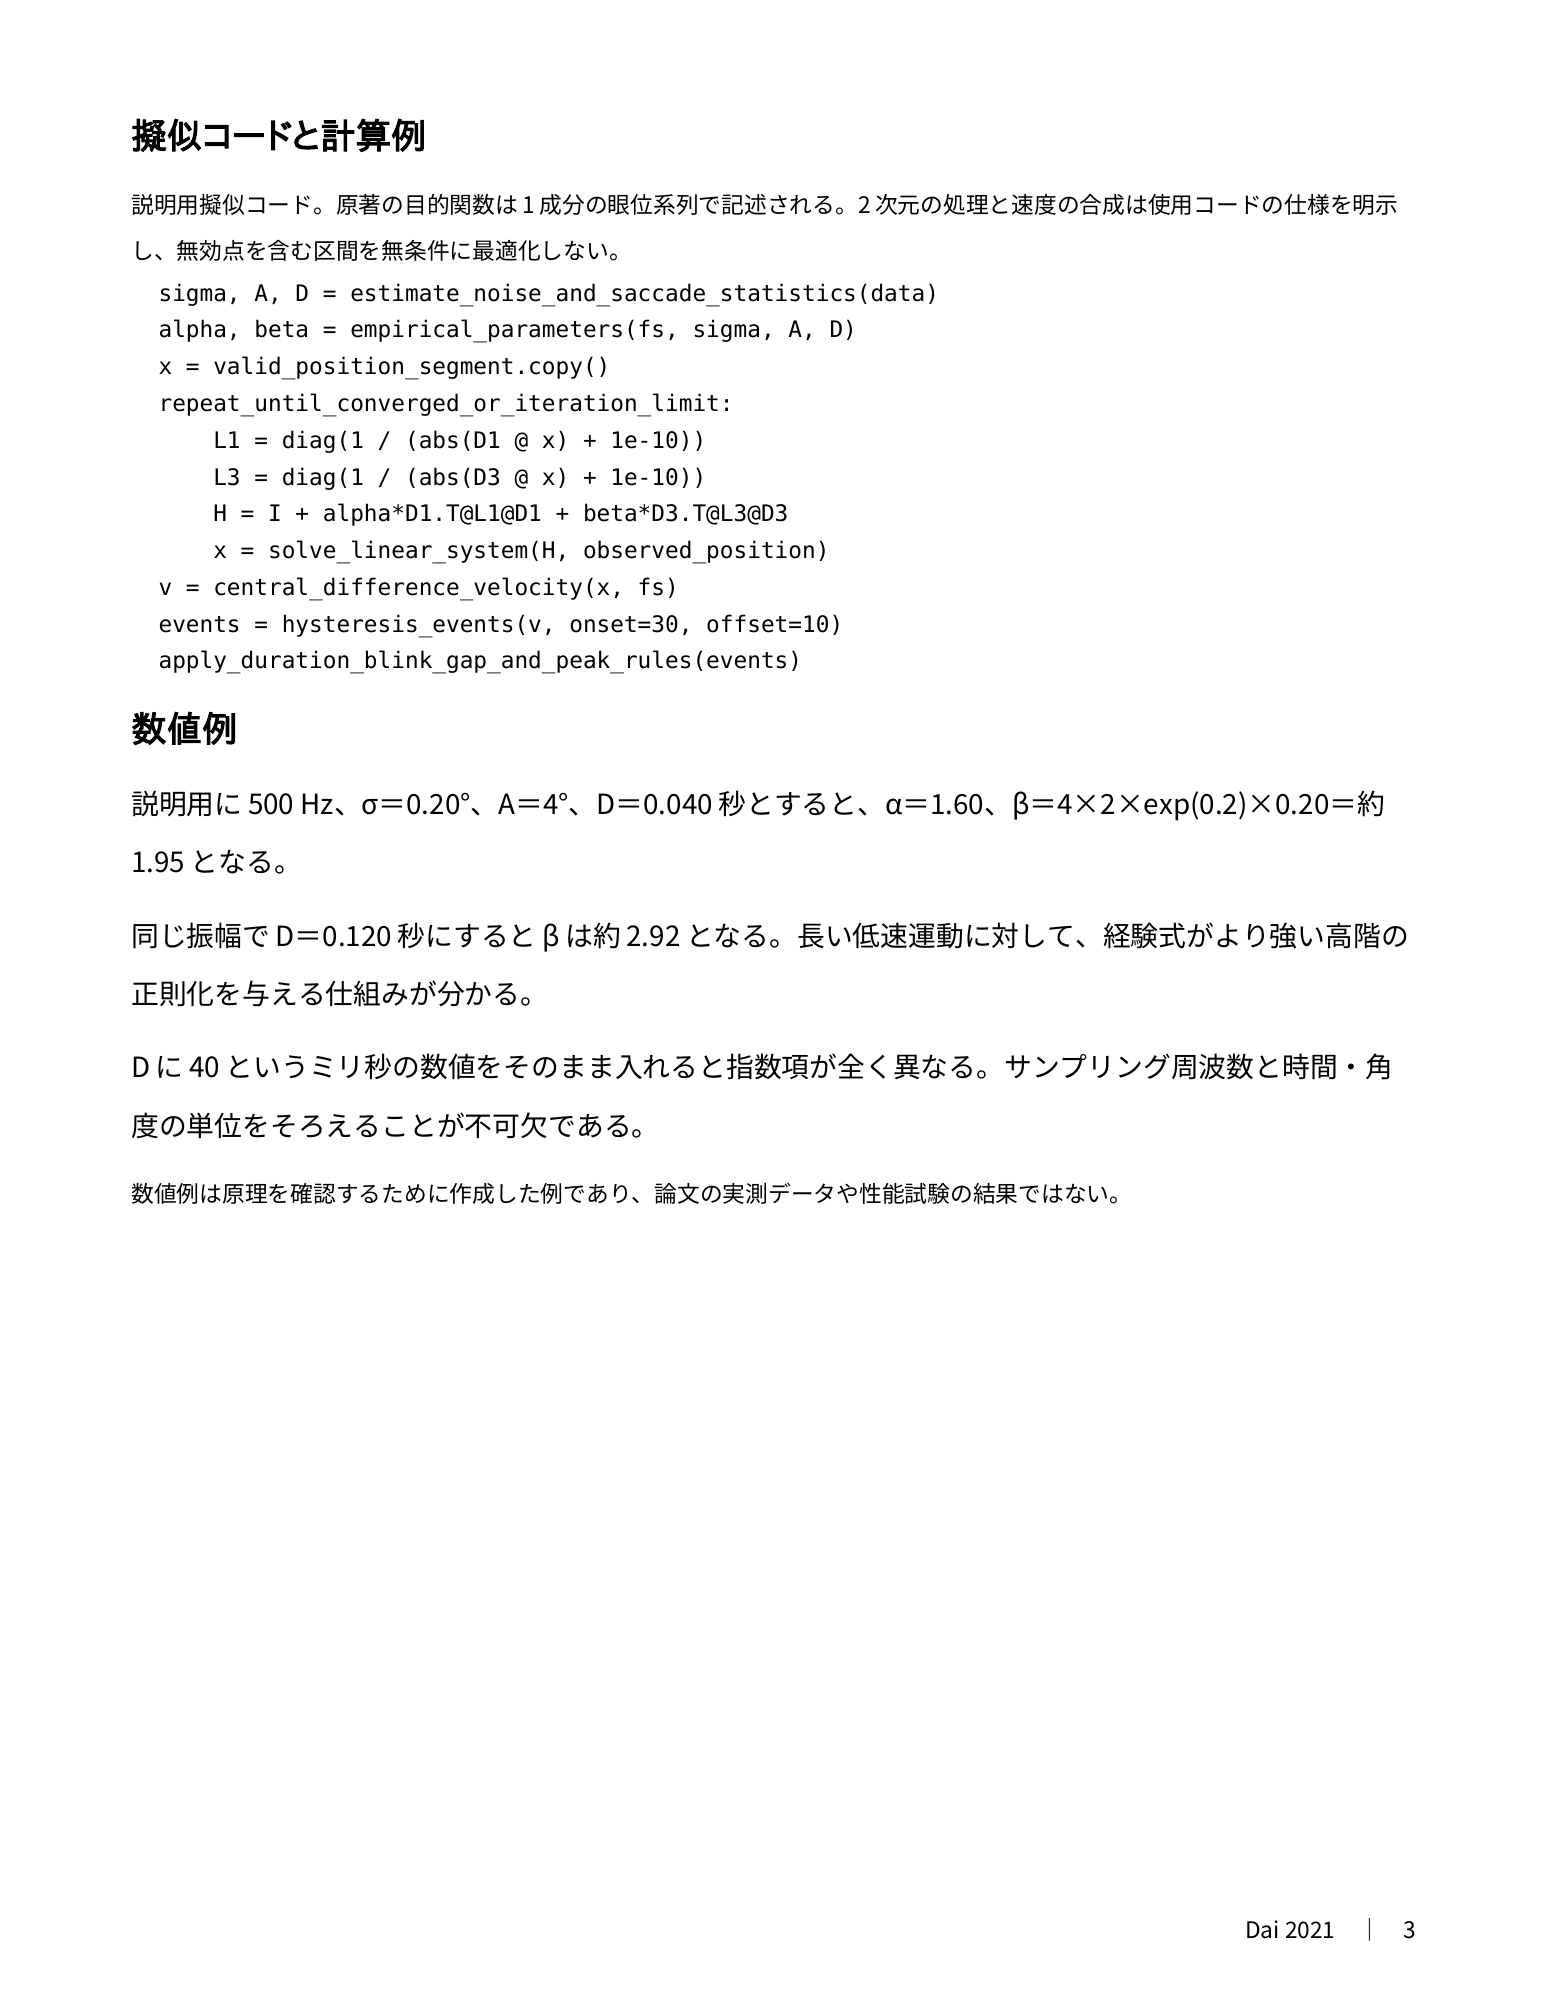 擬似コードと計算例
説明用擬似コード。原著の目的関数は1成分の眼位系列で記述される。2次元の処理と速度の合成は使用コードの仕様を明示
し、無効点を含む区間を無条件に最適化しない。
sigma, A, D = estimate_noise_and_saccade_statistics(data)
alpha, beta = empirical_parameters(fs, sigma, A, D)
x = valid_position_segment.copy()
repeat_until_converged_or_iteration_limit:
    L1 = diag(1 / (abs(D1 @ x) + 1e-10))
    L3 = diag(1 / (abs(D3 @ x) + 1e-10))
    H = I + alpha*D1.T@L1@D1 + beta*D3.T@L3@D3
    x = solve_linear_system(H, observed_position)
v = central_difference_velocity(x, fs)
events = hysteresis_events(v, onset=30, offset=10)
apply_duration_blink_gap_and_peak_rules(events)
数値例
説明用に 500 Hz、σ＝0.20°、A＝4°、D＝0.040 秒とすると、α＝1.60、β＝4×2×exp(0.2)×0.20＝約
1.95 となる。
同じ振幅で D＝0.120 秒にすると β は約 2.92 となる。長い低速運動に対して、経験式がより強い高階の
正則化を与える仕組みが分かる。
D に 40 というミリ秒の数値をそのまま入れると指数項が全く異なる。サンプリング周波数と時間・角
度の単位をそろえることが不可欠である。
数値例は原理を確認するために作成した例であり、論文の実測データや性能試験の結果ではない。
Dai 2021 ｜ 3